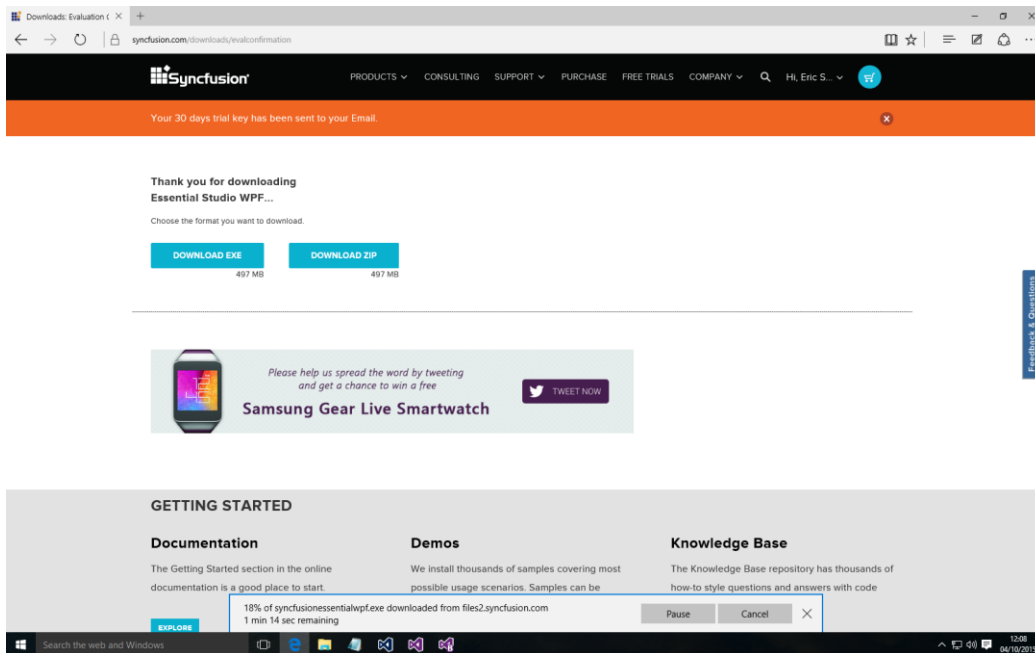 Downloads: Evaluation (
syncfusion.com/downloads/evalconfirmation
Syncfusion
PRODUCTS CONSULTING SUPPORT PURCHASE FREE TRIALS COMPANY Hi, Eric S...
Your 30 days trial key has been sent to your Email.
Thank you for downloading
Essential Studio WPF...
Choose the format you want to download.
DOWNLOAD EXE DOWNLOAD ZIP
497 MB 497 MB
Feedback & Questions
Please help us spread the word by tweeting
and get a chance to win a free
Samsung Gear Live Smartwatch
TWEET NOW
GETTING STARTED
Documentation
The Getting Started section in the online
documentation is a good place to start.
EXPLORE
Demos
We install thousands of samples covering most
possible usage scenarios. Samples can be
Knowledge Base
The Knowledge Base repository has thousands of
how-to style questions and answers with code
18% of syncfusionessentialwpf.exe downloaded from files2.syncfusion.com
1 min 14 sec remaining
Pause Cancel
Search the web and Windows
12:08
04/10/201